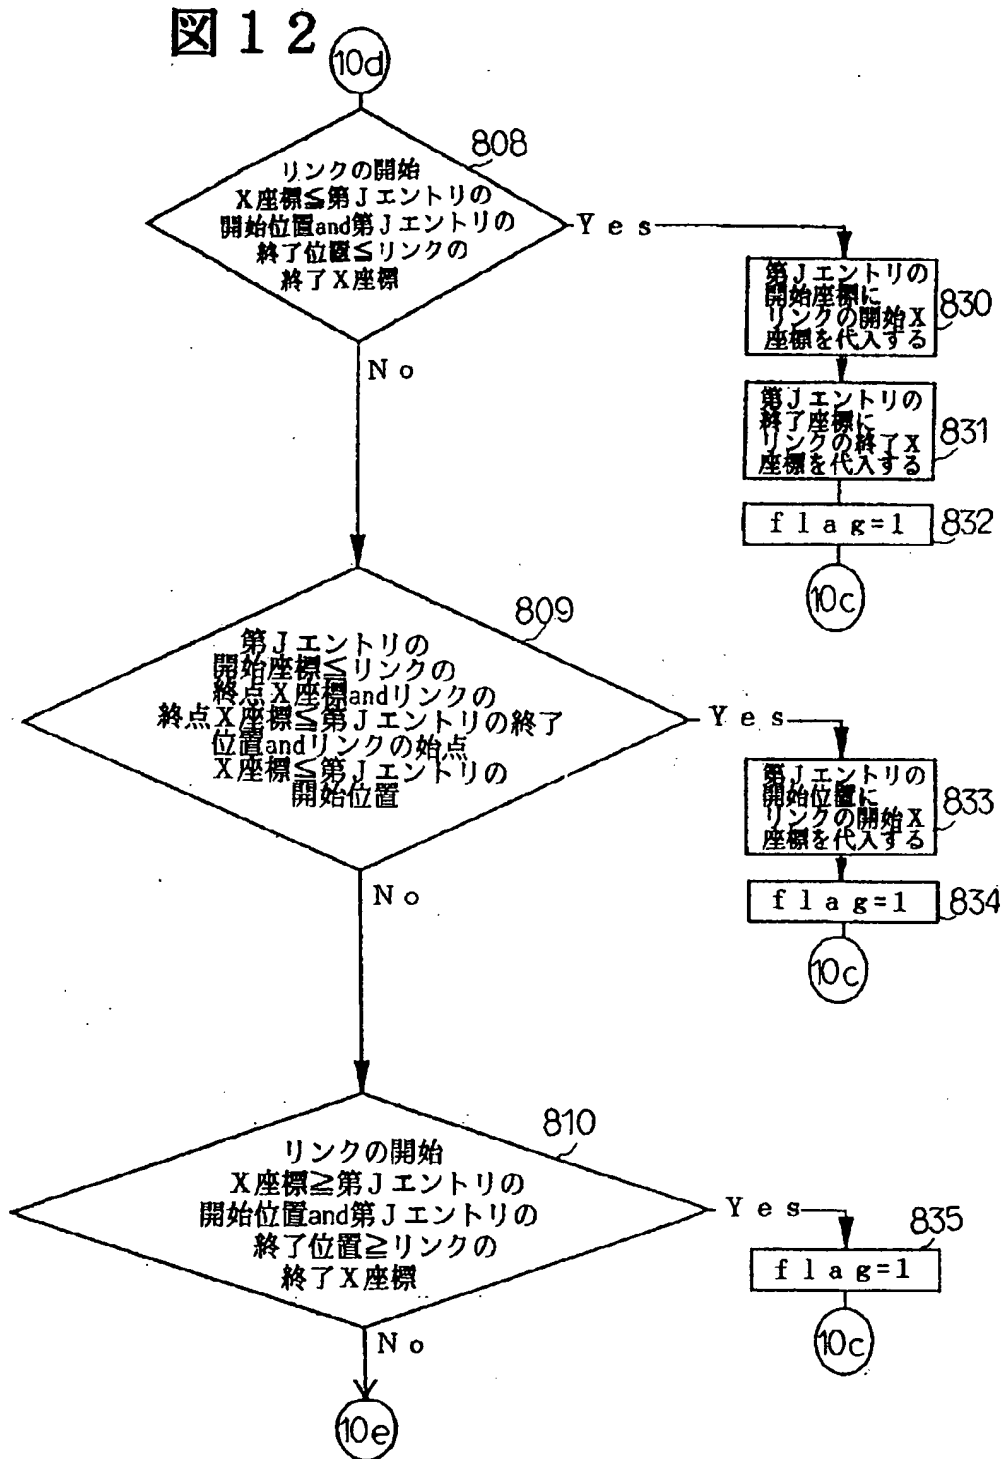 図１２
10d
808
リンクの開始
X座標≦第Jエントリの
開始位置and第Jエントリの
終了位置≦リンクの
終了X座標
Yes
第Jエントリの
開始座標に
リンクの開始X
座標を代入する
830
No
第Jエントリの
終了座標に
リンクの終了X
座標を代入する
831
flag=1
832
10c
809
第Jエントリの
開始座標≦リンクの
終点X座標andリンクの
終点X座標≦第Jエントリの終了
位置andリンクの始点
X座標≦第Jエントリの
開始位置
Yes
第Jエントリの
開始位置に
リンクの開始X
座標を代入する
833
No
flag=1
834
10c
810
リンクの開始
X座標≧第Jエントリの
開始位置and第Jエントリの
終了位置≧リンクの
終了X座標
Yes
835
flag=1
No
10c
10e